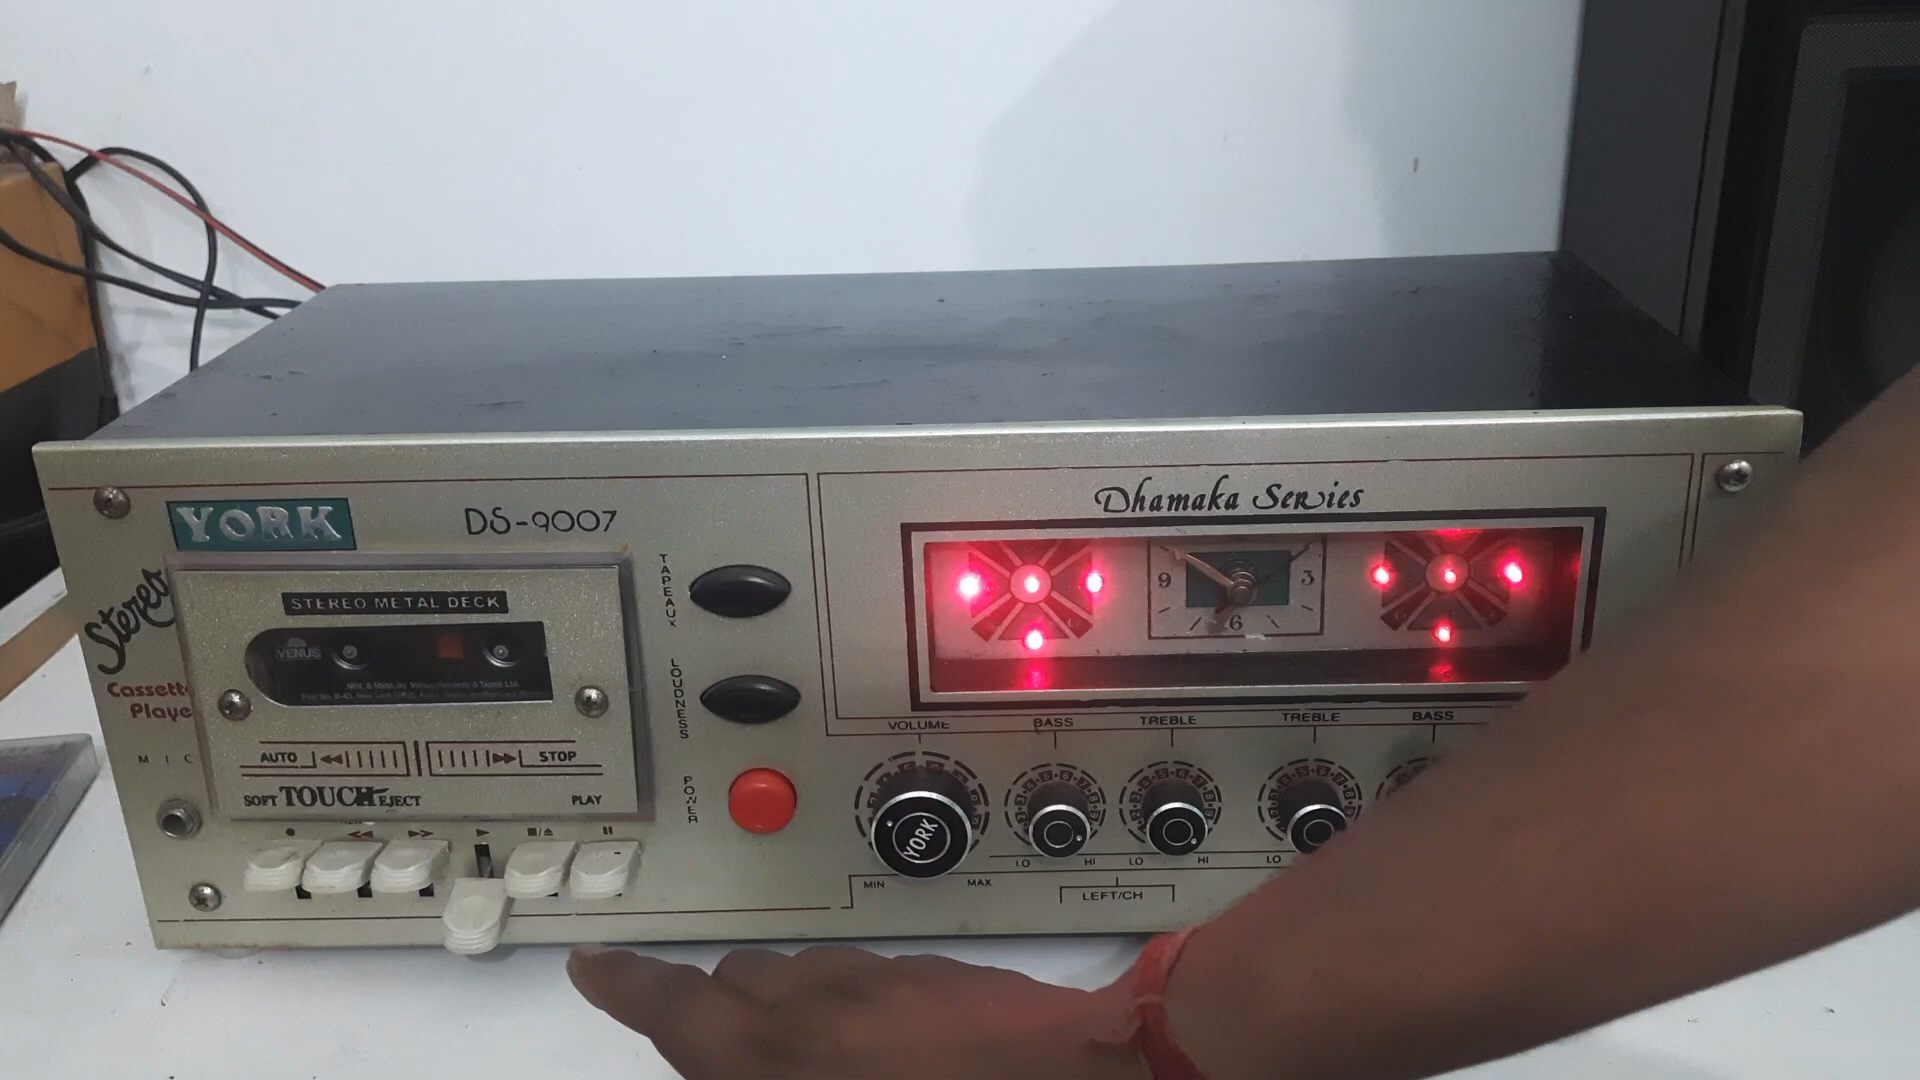 YORK
DS-9007
Stereo
Cassette
Player
MIC
STEREO METAL DECK
VENUS
AUTO
STOP
SOFT TOUCH EJECT
PLAY
TAPE AUX
LOUDNESS
POWER
Dhamaka Series
9
3
6
VOLUME
BASS
TREBLE
TREBLE
BASS
YORK
MIN
MAX
LO
HI
LO
HI
LO
LEFT/CH